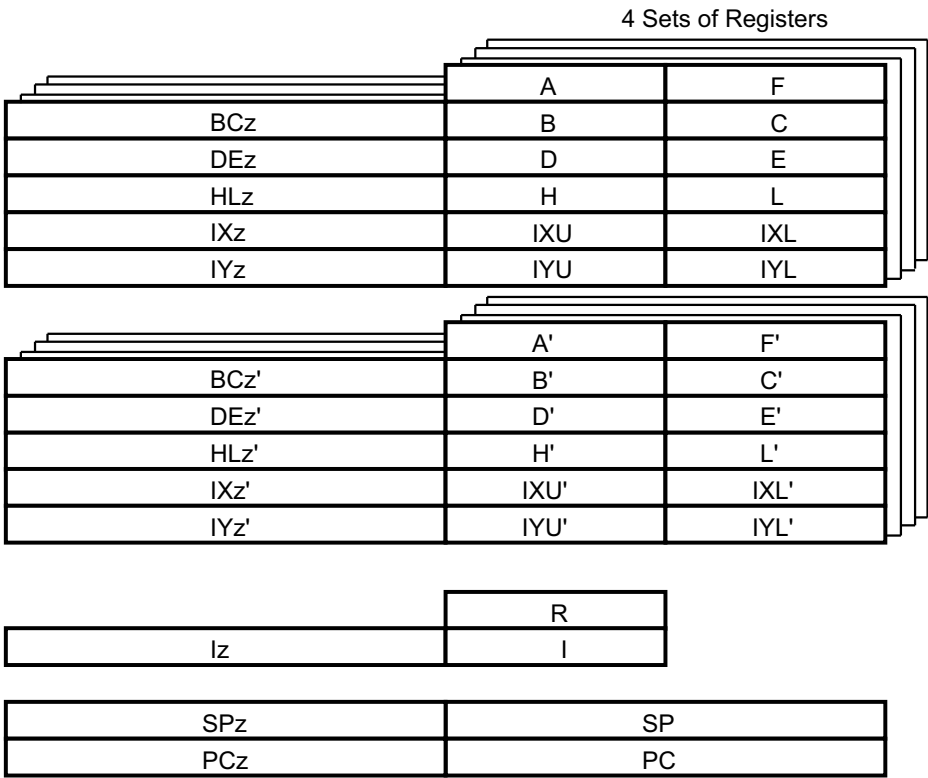 4 Sets of Registers
A F
BCz B C
DEz D E
HLz H L
IXz IXU IXL
IYz IYU IYL
A' F'
BCz' B' C'
DEz' D' E'
HLz' H' L'
IXz' IXU' IXL'
IYz' IYU' IYL'
R
Iz I
SPz SP
PCz PC